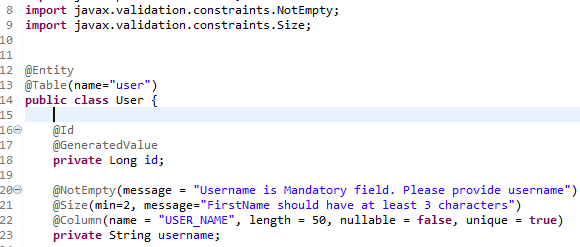 8 import javax.validation.constraints.NotEmpty;
9 import javax.validation.constraints.Size;
10
11
12 @Entity
13 @Table(name="user")
14 public class User {
15
16 @Id
17 @GeneratedValue
18 private Long id;
19
20 @NotEmpty(message = "Username is Mandatory field. Please provide username")
21 @Size(min=2, message="FirstName should have at least 3 characters")
22 @Column(name = "USER_NAME", length = 50, nullable = false, unique = true)
23 private String username;